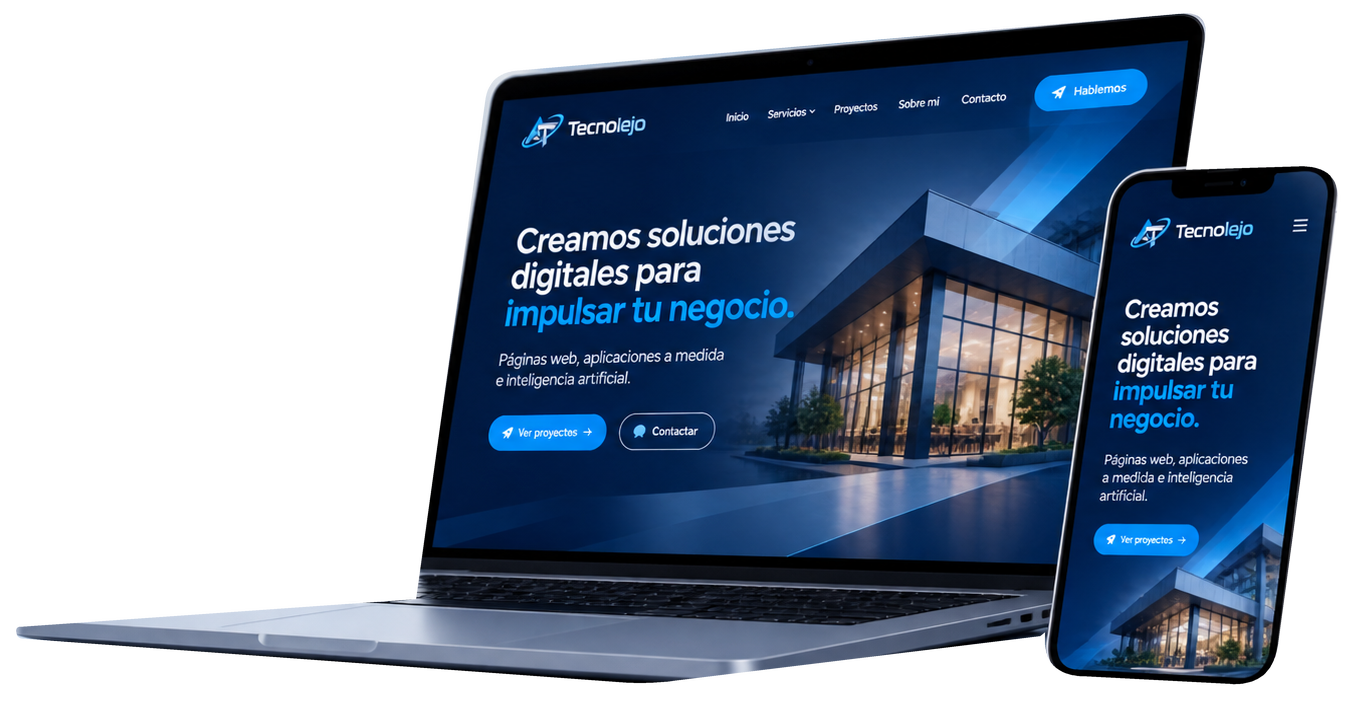 Tecnolejo
Inicio
Servicios
Proyectos
Sobre mí
Contacto
Hablemos
Creamos soluciones
digitales para
impulsar tu negocio.
Páginas web, aplicaciones a medida
e inteligencia artificial.
Ver proyectos →
Contactar
Tecnolejo
Creamos
soluciones
digitales para
impulsar tu
negocio.
Páginas web, aplicaciones
a medida e inteligencia
artificial.
Ver proyectos →